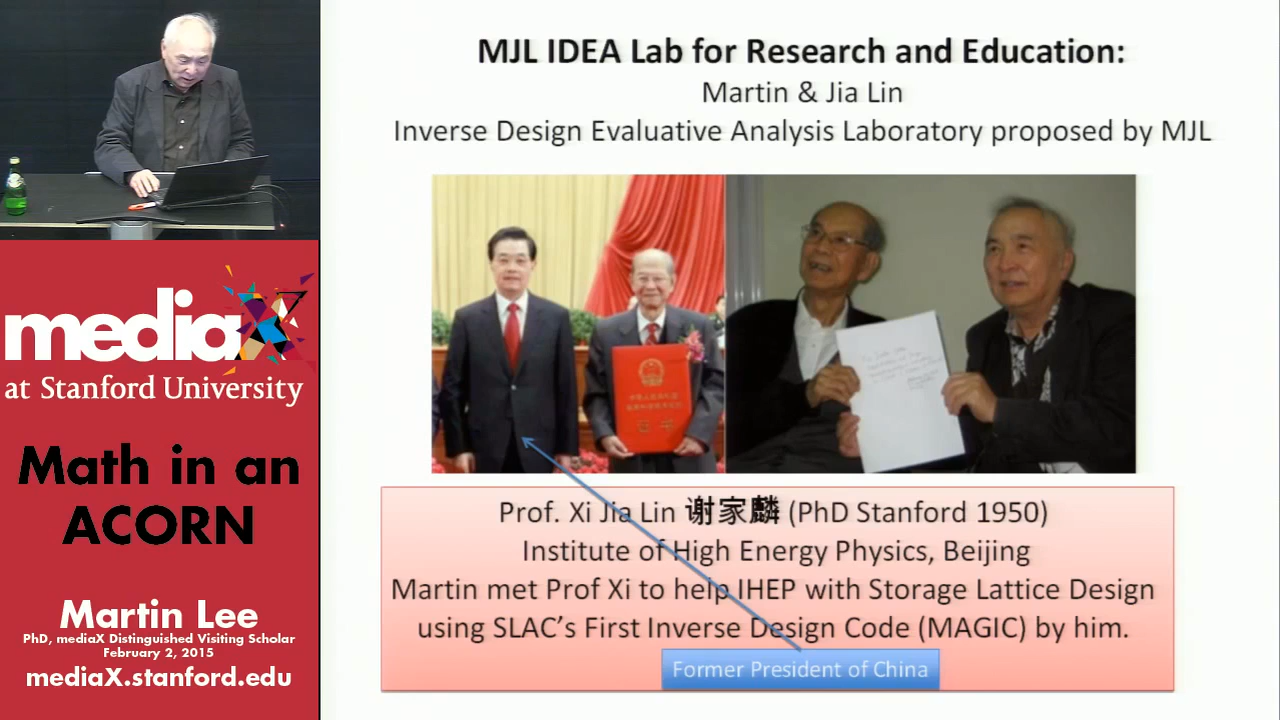 MJL IDEA Lab for Research and Education:
Martin & Jia Lin
Inverse Design Evaluative Analysis Laboratory proposed by MJL
mediaX
at Stanford University
Math in an
ACORN
Martin Lee
PhD, mediaX Distinguished Visiting Scholar
February 2, 2015
mediaX.stanford.edu
Prof. Xi Jia Lin 谢家麟 (PhD Stanford 1950)
Institute of High Energy Physics, Beijing
Martin met Prof Xi to help IHEP with Storage Lattice Design
using SLAC’s First Inverse Design Code (MAGIC) by him.
Former President of China